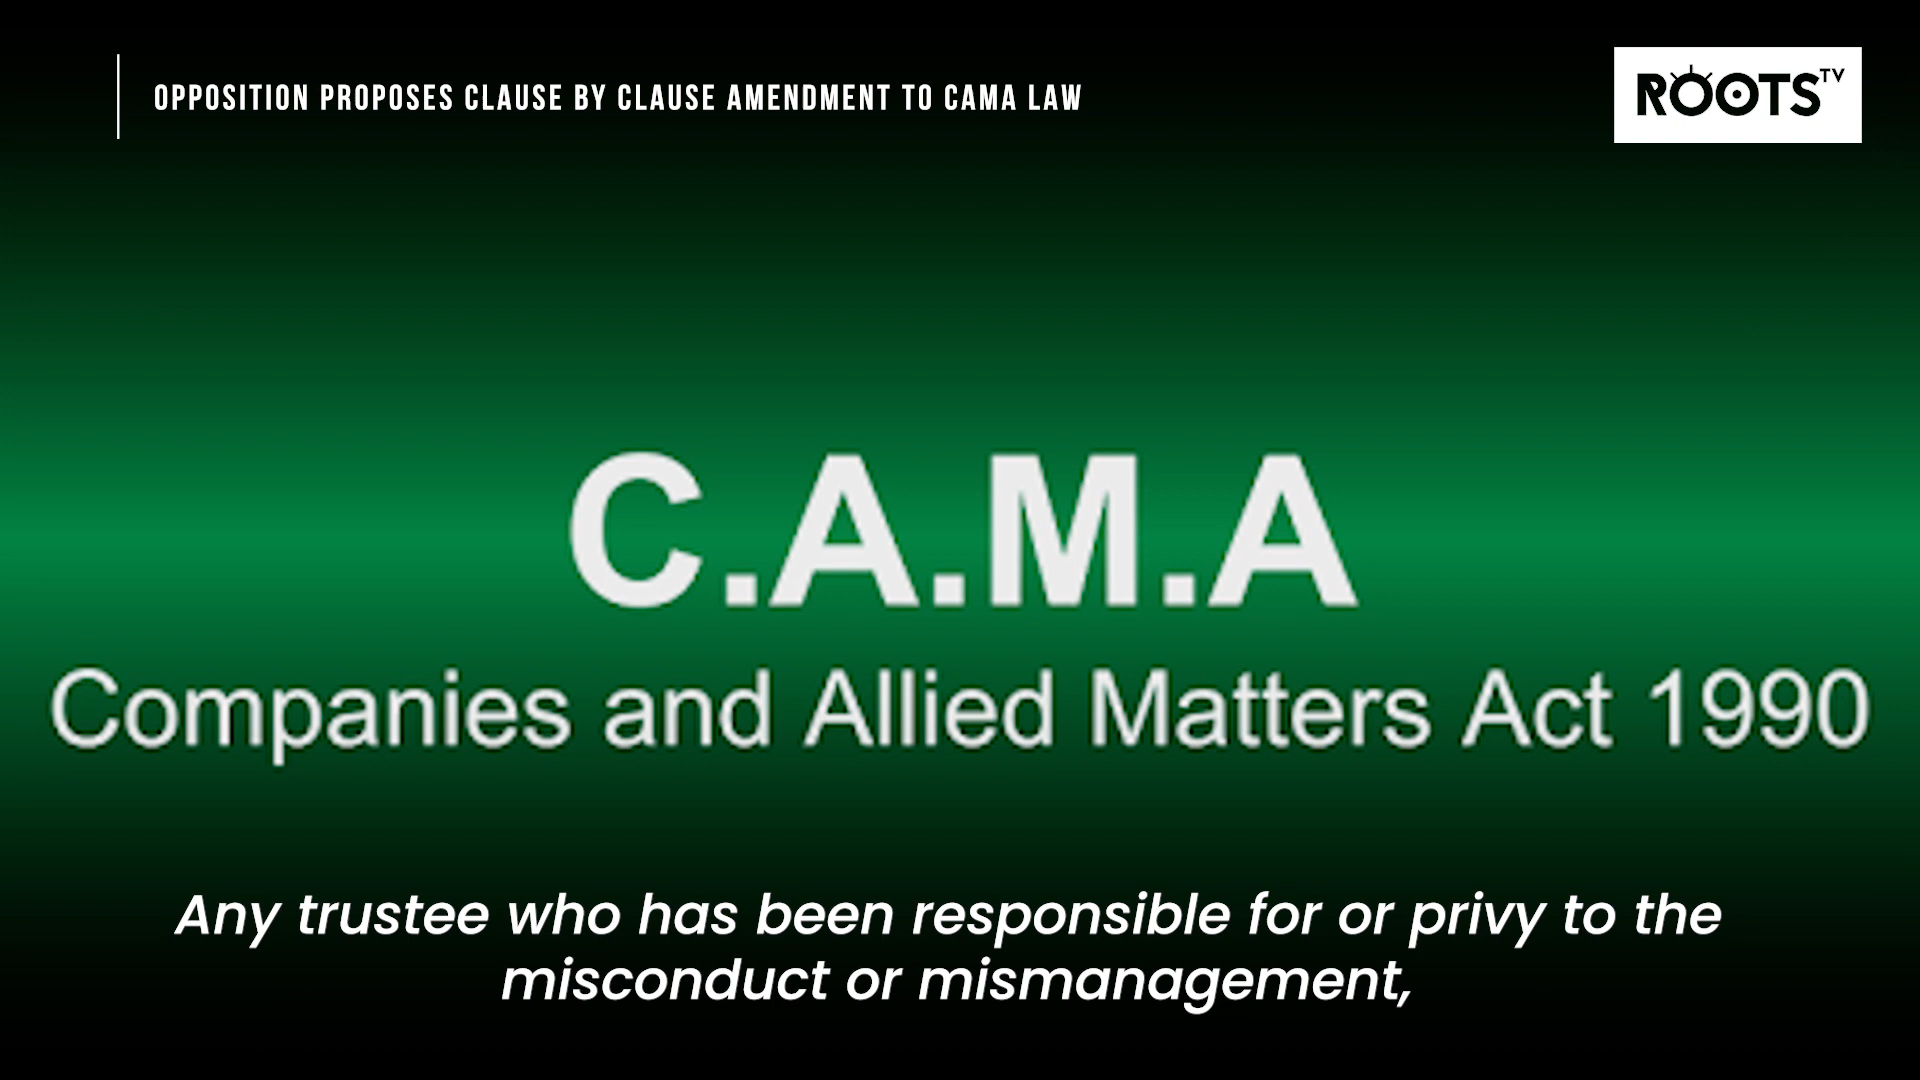 OPPOSITION PROPOSES CLAUSE BY CLAUSE AMENDMENT TO CAMA LAW
ROOTS TV
C.A.M.A
Companies and Allied Matters Act 1990
Any trustee who has been responsible for or privy to the
misconduct or mismanagement,